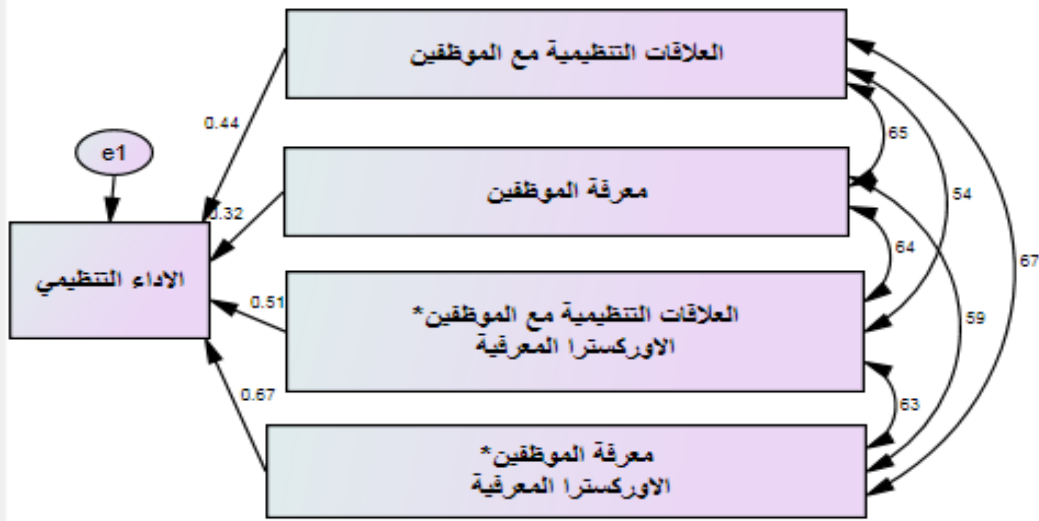 العلاقات التنظيمية مع الموظفين
0.44
65
e1
معرفة الموظفين
54
0.32
64
67
الاداء التنظيمي
0.51
العلاقات التنظيمية مع الموظفين*
الاوركسترا المعرفية
59
0.67
63
معرفة الموظفين*
الاوركسترا المعرفية